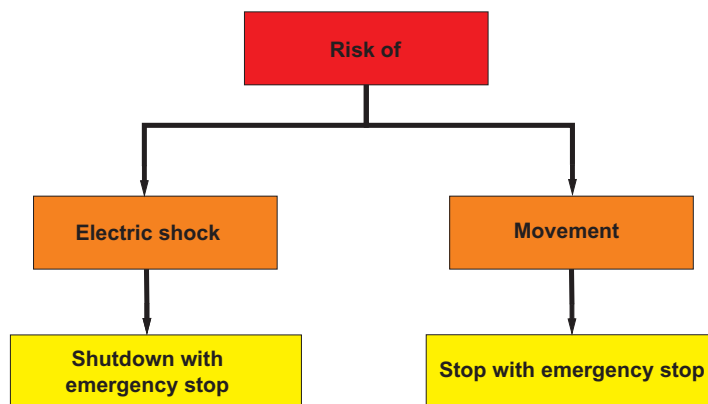 Risk of
Electric shock
Movement
Shutdown with
emergency stop
Stop with emergency stop